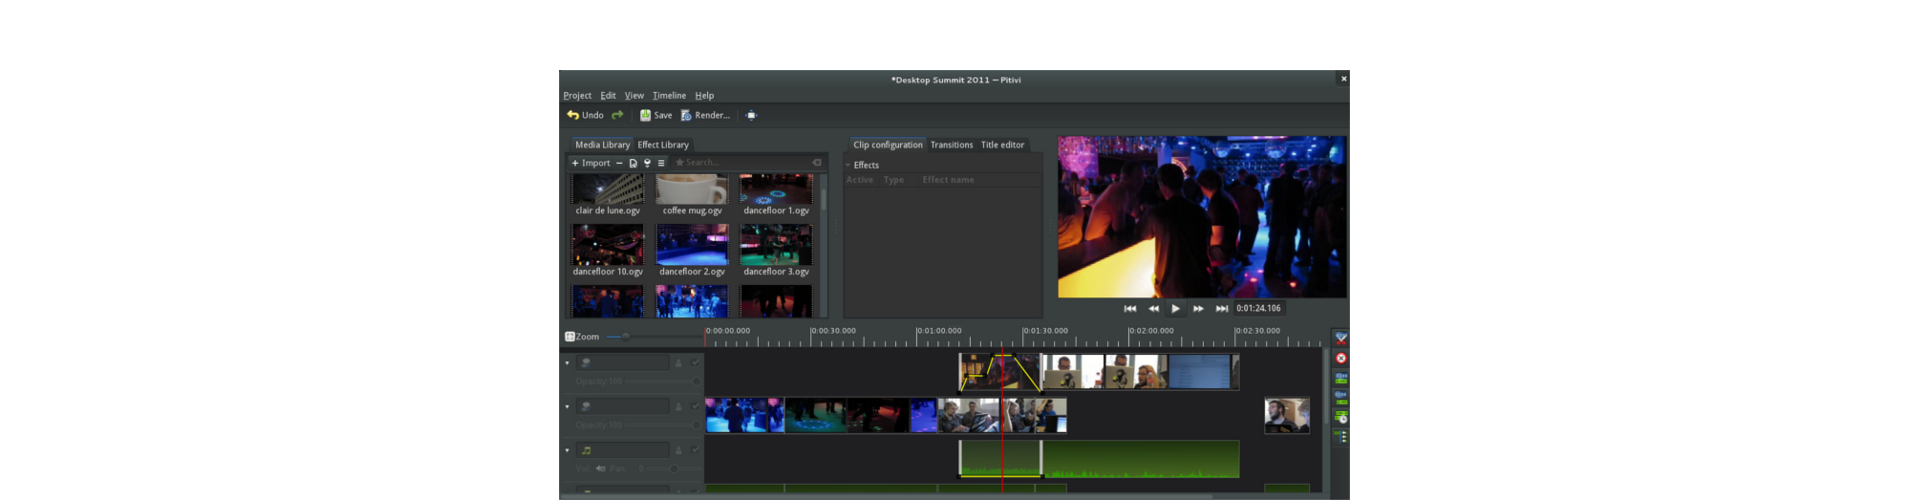 *Desktop Summit 2011 — Pitivi
Project Edit View Timeline Help
Undo Save Render...
Media Library Effect Library
Clip configuration Transitions Title editor
Import Search...
Effects
Active Type Effect name
clair de lune.ogv coffee mug.ogv dancefloor 1.ogv
dancefloor 10.ogv dancefloor 2.ogv dancefloor 3.ogv
0:01:24.106
Zoom
0:00:00.000 0:00:30.000 0:01:00.000 0:01:30.000 0:02:00.000 0:02:30.000
Opacity:100
Opacity:100
Vol: Pan: 0